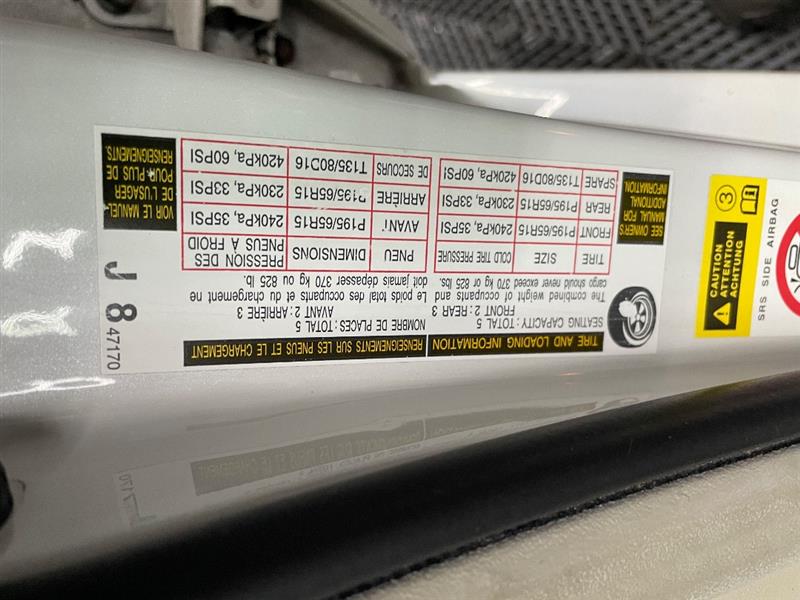 TIRE AND LOADING INFORMATION
RENSEIGNEMENTS SUR LES PNEUS ET LE CHARGEMENT
SEATING CAPACITY: TOTAL 5
FRONT 2: REAR 3
NOMBRE DE PLACES: TOTAL 5
AVANT 2: ARRIÈRE 3
The combined weight of occupants and
cargo should never exceed 370 kg or 825 lbs.
Le poids total des occupants et du chargement ne
doit jamais dépasser 370 kg ou 825 lb.
TIRE SIZE COLD TIRE PRESSURE
FRONT P195/65R15 240kPa, 35PSI
REAR P195/65R15 230kPa, 33PSI
SPARE T135/80D16 420kPa, 60PSI
SEE OWNER'S
MANUAL FOR
ADDITIONAL
INFORMATION
PNEU DIMENSIONS PRESSION DES
PNEUS À FROID
AVANT P195/65R15 240kPa, 35PSI
ARRIÈRE P195/65R15 230kPa, 33PSI
DE SECOURS T135/80D16 420kPa, 60PSI
VOIR LE MANUEL
DE L'USAGER
POUR PLUS DE
RENSEIGNEMENTS.
47170
J 8
CAUTION
ATTENTION
ACHTUNG
3
SRS SIDE AIRBAG